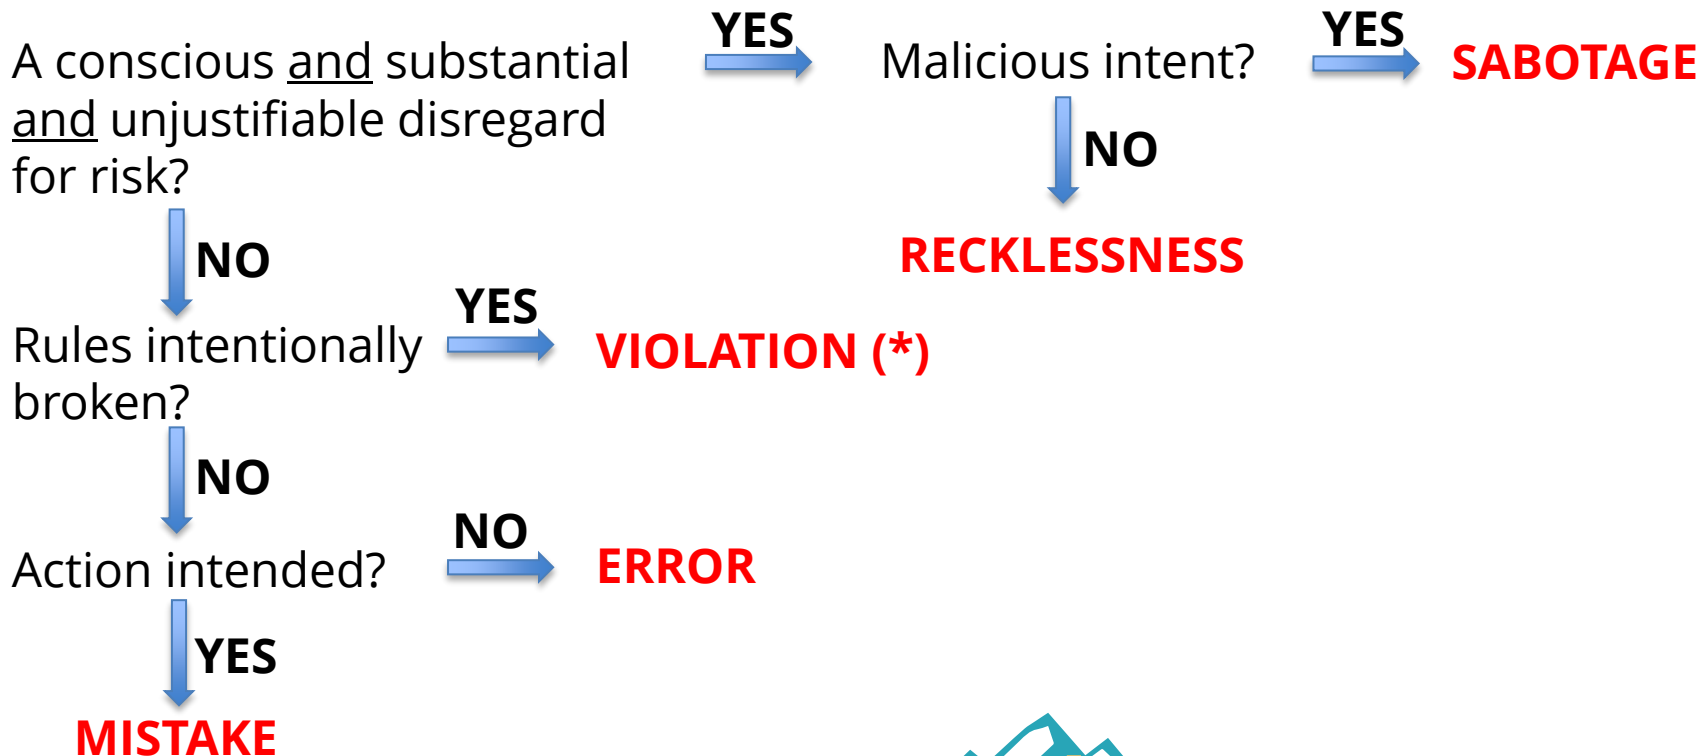 YES
YES
A conscious and substantial
and unjustifiable disregard
for risk?
Malicious intent?
SABOTAGE
NO
RECKLESSNESS
NO
YES
Rules intentionally
broken?
VIOLATION (*)
NO
NO
Action intended?
ERROR
YES
MISTAKE